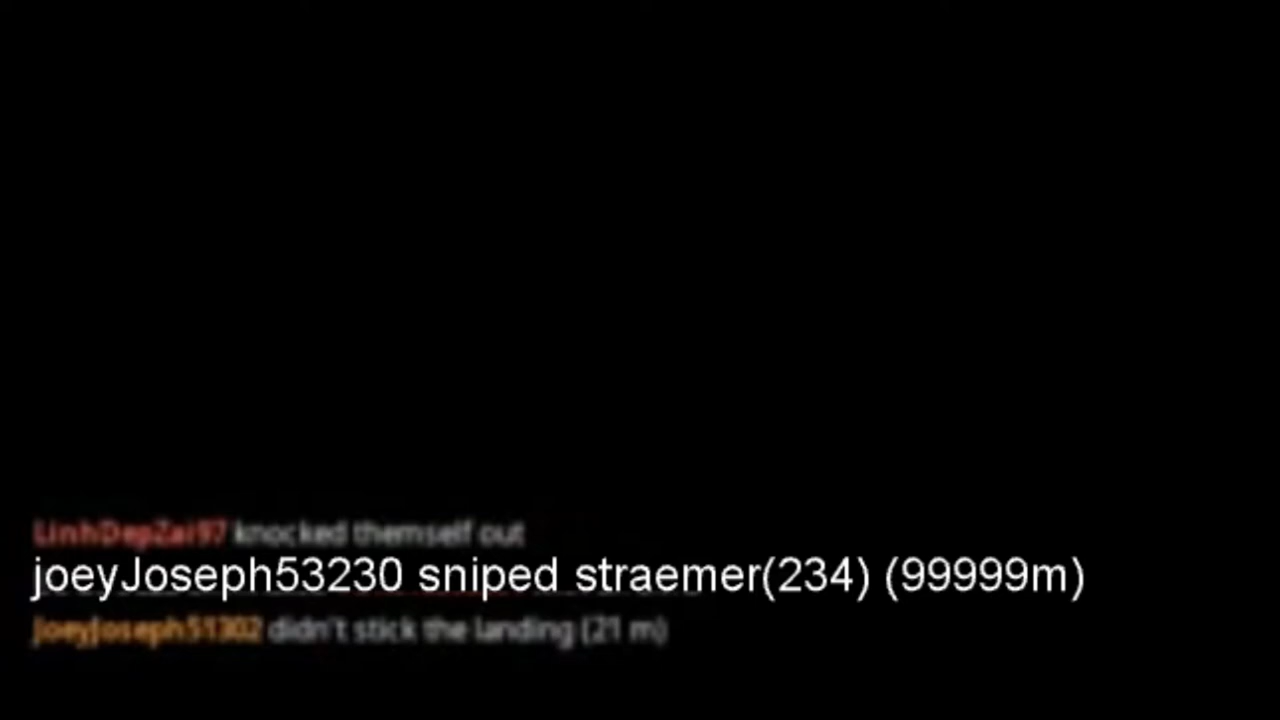 LinhDepZai97 knocked themself out
joeyJoseph53230 sniped straemer(234) (99999m)
JoeyJoseph51302 didn't stick the landing (21 m)